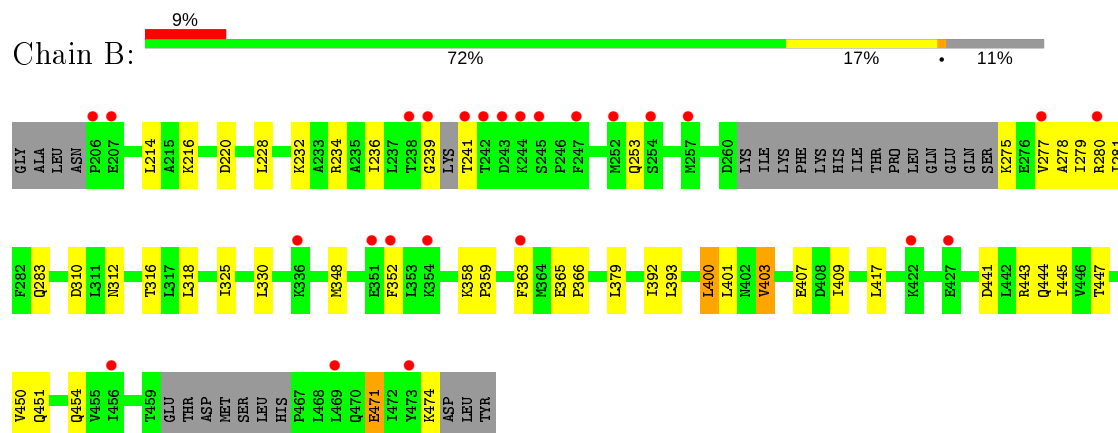 9%
Chain B:
72% 17% • 11%
GLY ALA LEU ASN P206 E207 L214 A215 K216 D220 L228 K232 A233 R234 A235 I236 L237 T238 G239 LYS T241 T242 D243 K244 S245 P246 F247 M252 Q253 S254 M257 D260 LYS ILE LYS PHE LYS HIS ILE THR PRO LEU GLN GLU GLN SER K275 E276 V277 A278 I279 R280
F282 Q283 D310 L311 N312 T316 L317 L318 I325 L330 K336 M348 E351 F352 L353 K354 K358 P359 F363 M364 E365 P366 L379 I392 L393 L400 L401 N402 V403 E407 D408 I409 L417 K422 E427 D441 L442 R443 Q444 I445 V446 T447
V450 Q451 Q454 V455 I456 T459 GLU THR ASP MET SER LEU HIS P467 L468 L469 Q470 E471 I472 Y473 K474 ASP LEU TYR